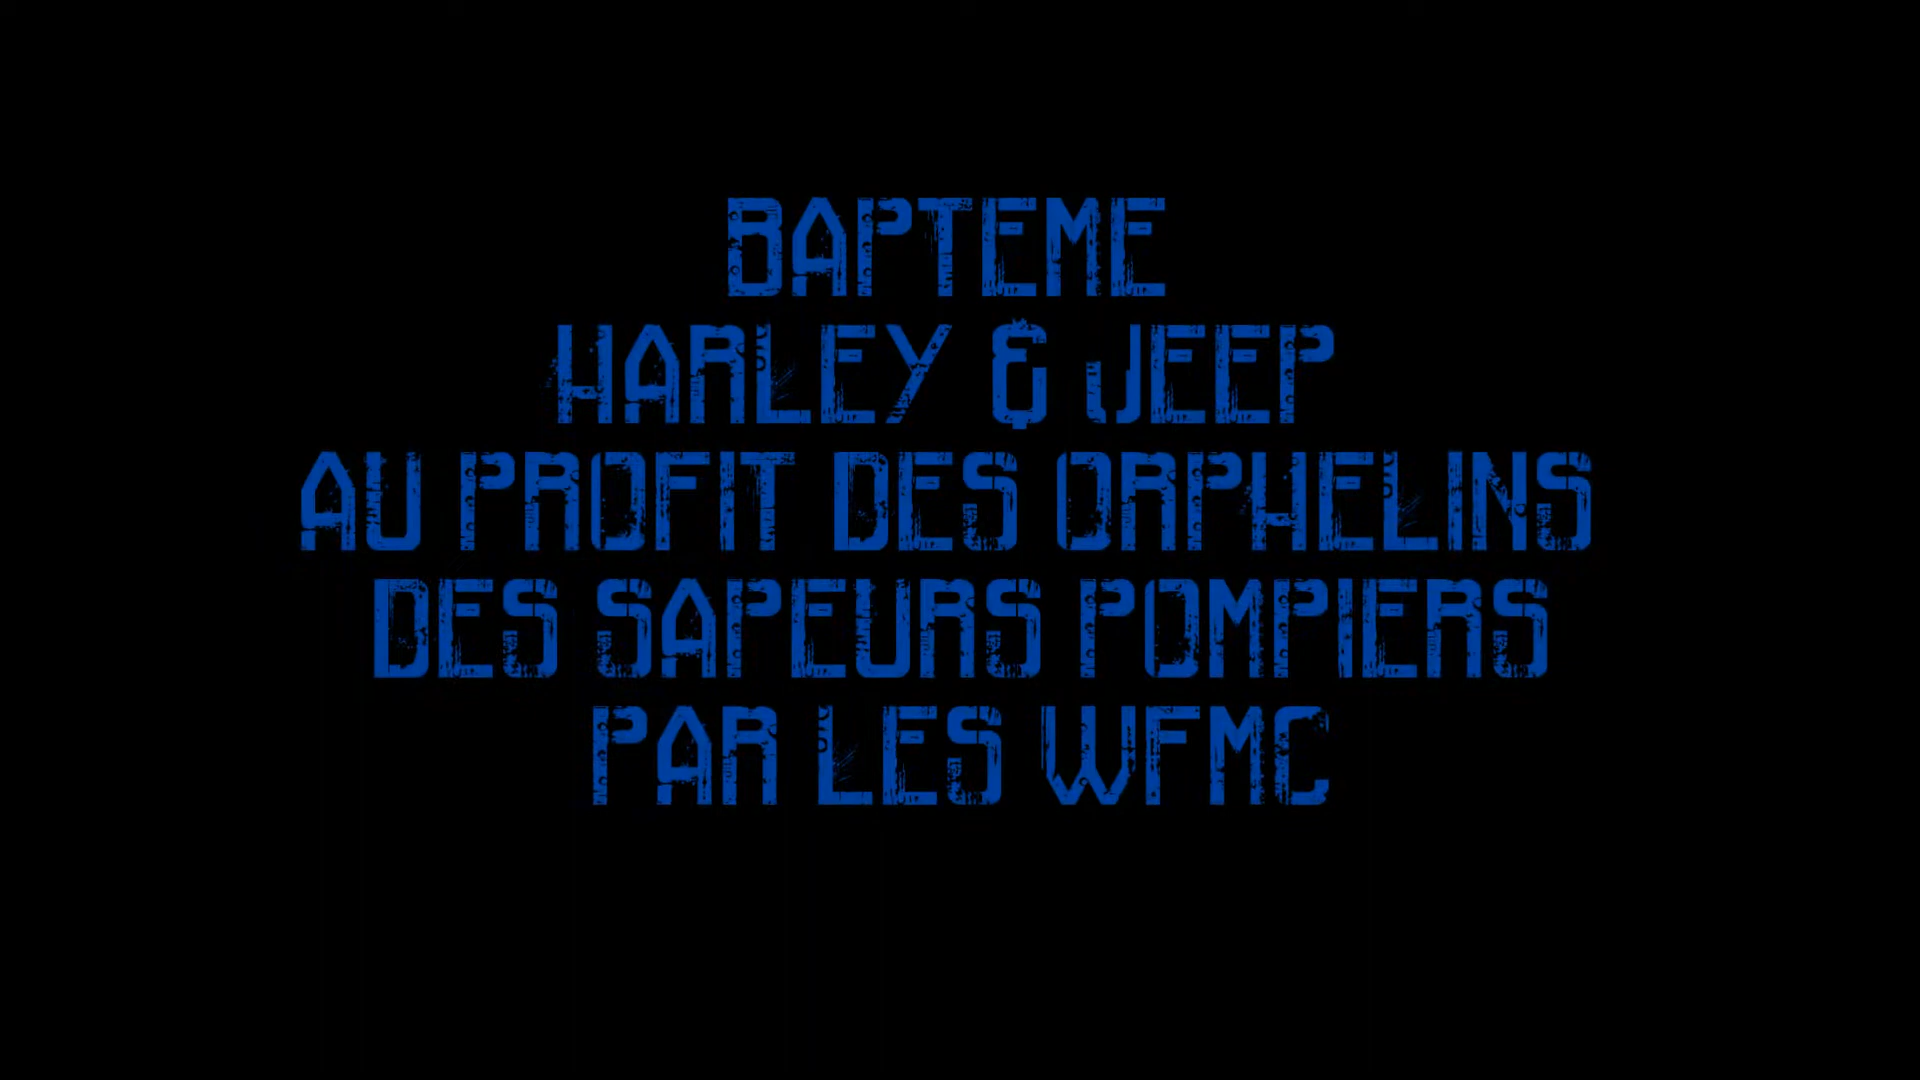 BAPTEME
HARLEY & JEEP
AU PROFIT DES ORPHELINS
DES SAPEURS POMPIERS
PAR LES WFMC